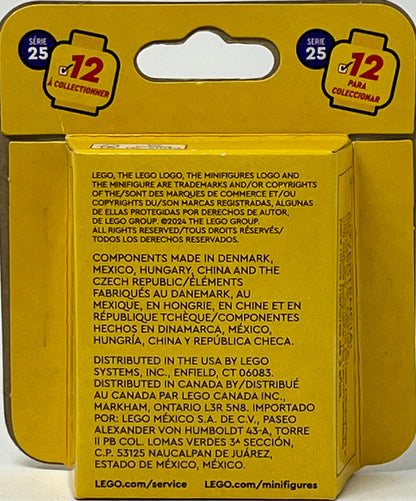 SÉRIE
25
12
À COLLECTIONNER
SERIE
25
12
PARA
COLECCIONAR
LEGO, THE LEGO LOGO, THE MINIFIGURES LOGO AND
THE MINIFIGURE ARE TRADEMARKS AND/OR COPYRIGHTS
OF THE/SONT DES MARQUES DE COMMERCE ET/OU
COPYRIGHTS DU/SON MARCAS REGISTRADAS, ALGUNAS
DE ELLAS PROTEGIDAS POR DERECHOS DE AUTOR,
DE LEGO GROUP. ©2024 THE LEGO GROUP.
ALL RIGHTS RESERVED/TOUS DROITS RÉSERVÉS/
TODOS LOS DERECHOS RESERVADOS.
COMPONENTS MADE IN DENMARK,
MEXICO, HUNGARY, CHINA AND THE
CZECH REPUBLIC/ÉLÉMENTS
FABRIQUÉS AU DANEMARK, AU
MEXIQUE, EN HONGRIE, EN CHINE ET EN
RÉPUBLIQUE TCHÈQUE/COMPONENTES
HECHOS EN DINAMARCA, MÉXICO,
HUNGRÍA, CHINA Y REPÚBLICA CHECA.
DISTRIBUTED IN THE USA BY LEGO
SYSTEMS, INC., ENFIELD, CT 06083.
DISTRIBUTED IN CANADA BY/DISTRIBUÉ
AU CANADA PAR LEGO CANADA INC.,
MARKHAM, ONTARIO L3R 5N8. IMPORTADO
POR: LEGO MÉXICO S.A. DE C.V., PASEO
ALEXANDER VON HUMBOLDT 43-A, TORRE
II PB COL. LOMAS VERDES 3ª SECCIÓN,
C.P. 53125 NAUCALPAN DE JUÁREZ,
ESTADO DE MÉXICO, MÉXICO.
LEGO.com/service LEGO.com/minifigures